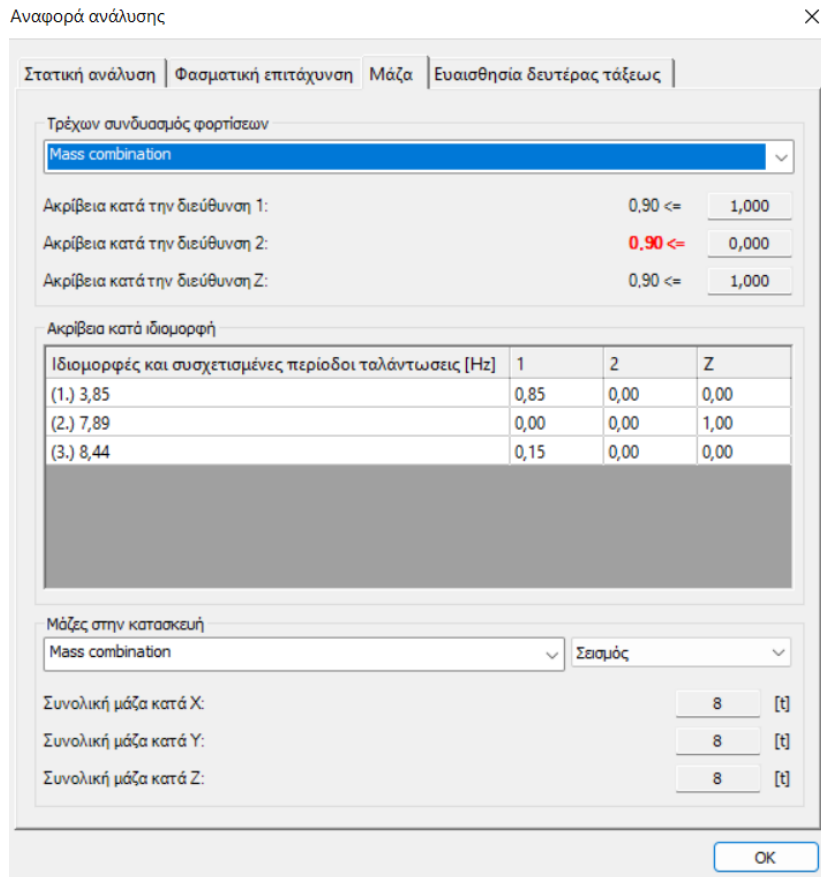 Αναφορά ανάλυσης
Στατική ανάλυση Φασματική επιτάχυνση Μάζα Ευαισθησία δευτέρας τάξεως
Τρέχων συνδυασμός φορτίσεων
Mass combination
Ακρίβεια κατά την διεύθυνση 1: 0,90 <= 1,000
Ακρίβεια κατά την διεύθυνση 2: 0,90 <= 0,000
Ακρίβεια κατά την διεύθυνση Z: 0,90 <= 1,000
Ακρίβεια κατά ιδιομορφή
Ιδιομορφές και συσχετισμένες περίοδοι ταλάντωσεις [Hz] 1 2 Z
(1.) 3,85 0,85 0,00 0,00
(2.) 7,89 0,00 0,00 1,00
(3.) 8,44 0,15 0,00 0,00
Μάζες στην κατασκευή
Mass combination Σεισμός
Συνολική μάζα κατά X: 8 [t]
Συνολική μάζα κατά Y: 8 [t]
Συνολική μάζα κατά Z: 8 [t]
OK